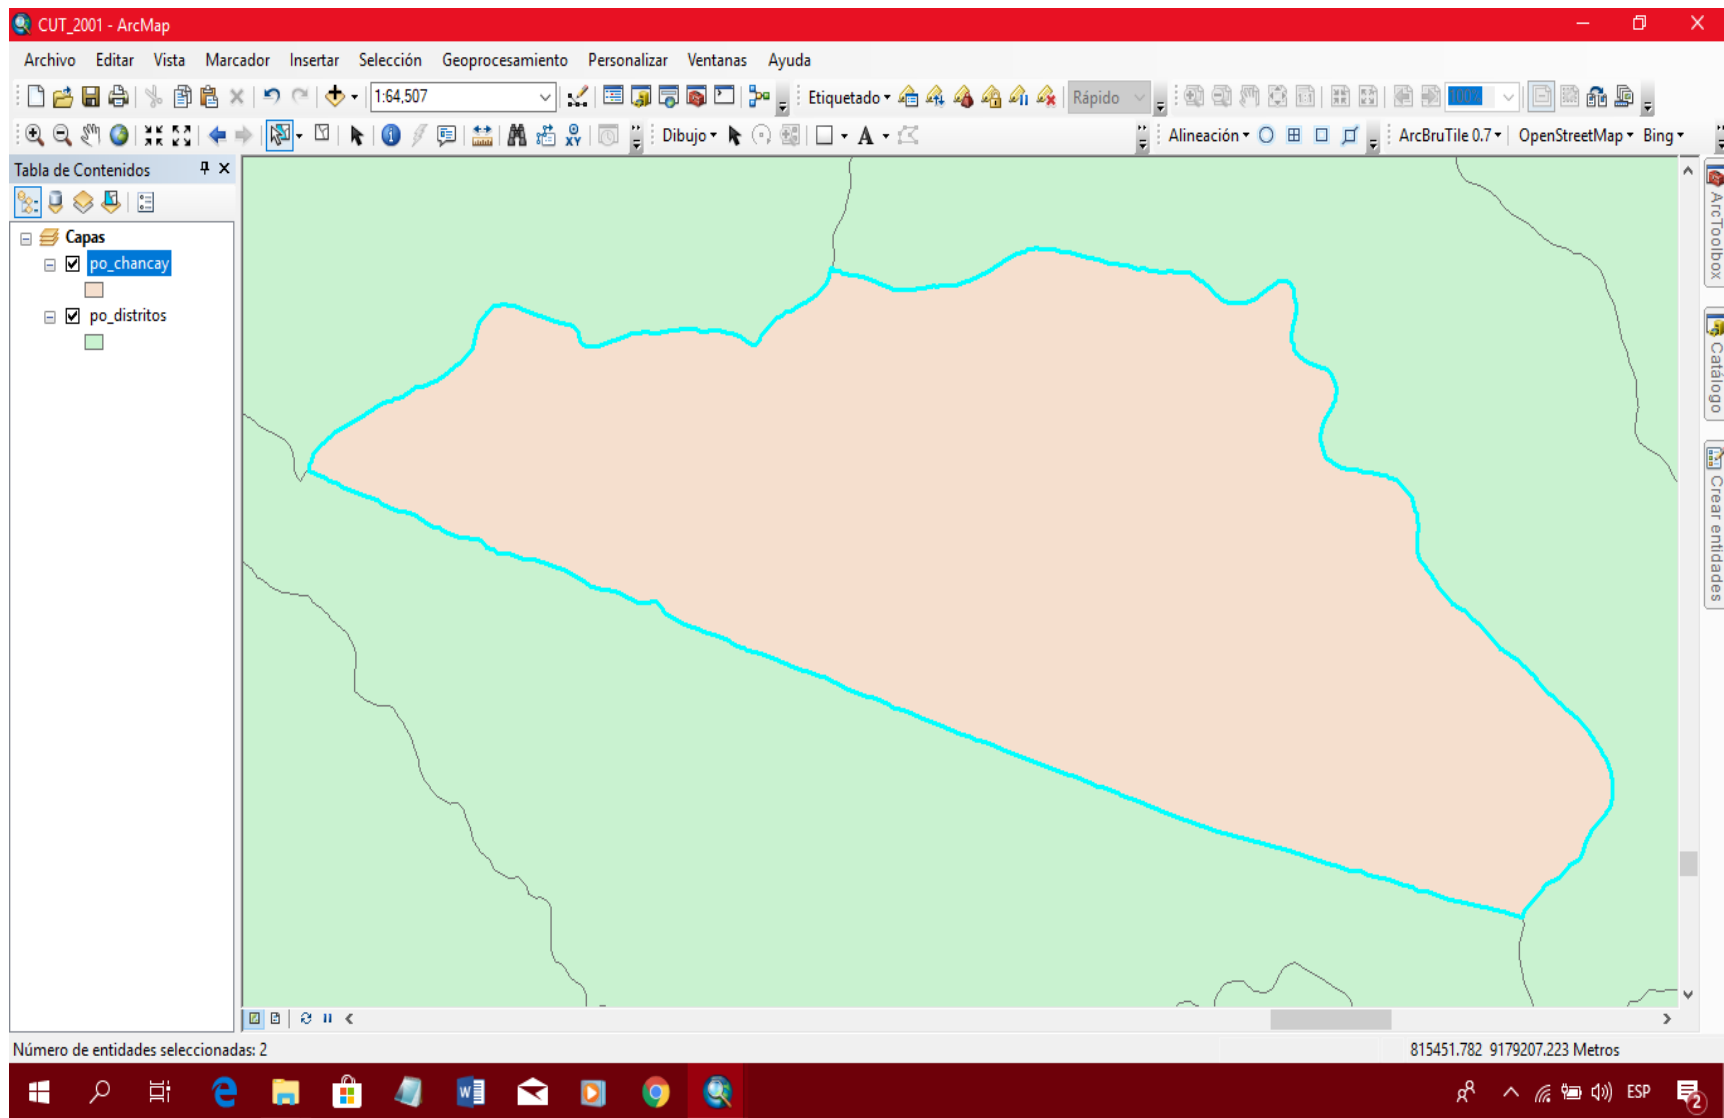 CUT_2001 - ArcMap
Archivo Editar Vista Marcador Insertar Selección Geoprocesamiento Personalizar Ventanas Ayuda
1:64,507 Etiquetado Rápido 100%
Dibujo A Alineación ArcBruTile 0.7 OpenStreetMap Bing
Tabla de Contenidos
Capas
po_chancay
po_distritos
ArcToolbox
Catálogo
Crear entidades
Número de entidades seleccionadas: 2 815451.782 9179207.223 Metros
ESP 2